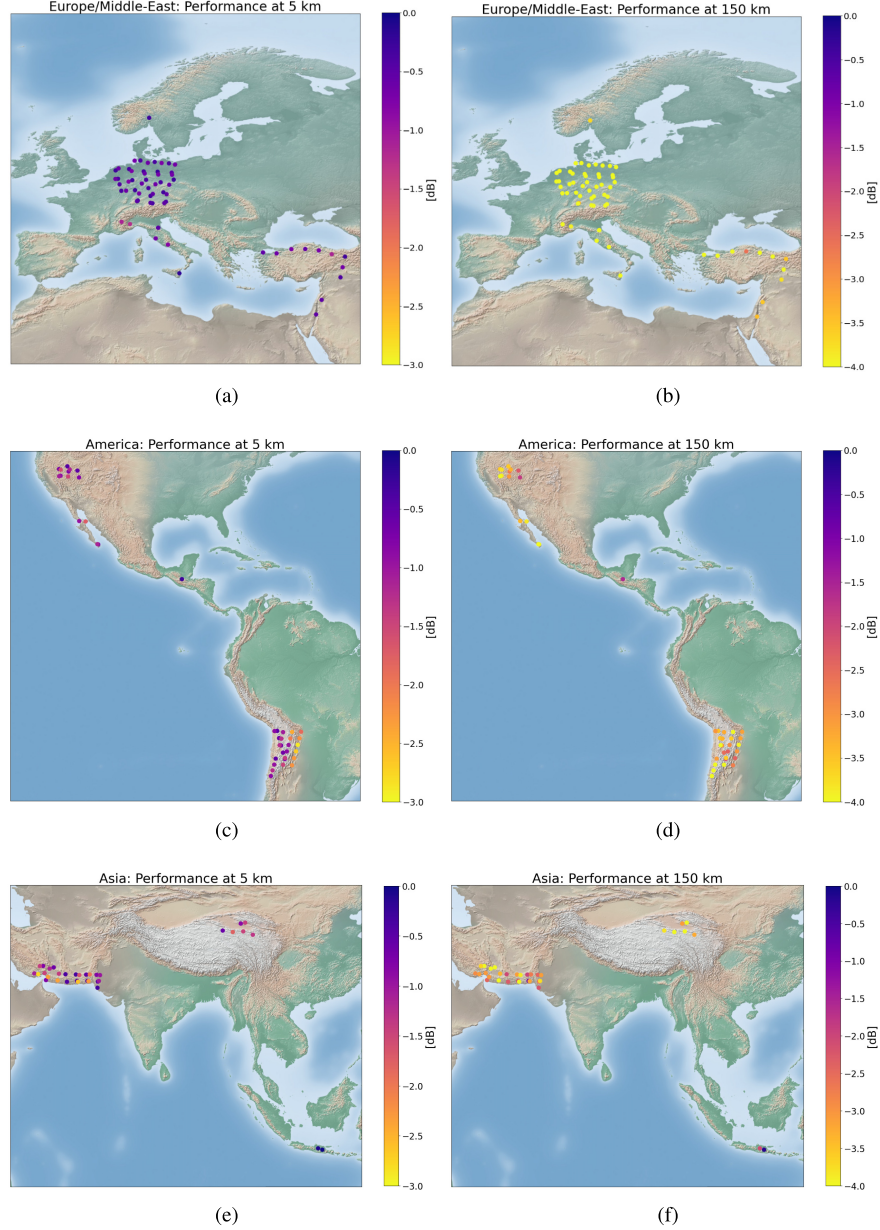 Europe/Middle-East: Performance at 5 km
0.0
−0.5
−1.0
−1.5
−2.0
−2.5
−3.0
[dB]
(a)
Europe/Middle-East: Performance at 150 km
0.0
−0.5
−1.0
−1.5
−2.0
−2.5
−3.0
−3.5
−4.0
[dB]
(b)
America: Performance at 5 km
0.0
−0.5
−1.0
−1.5
−2.0
−2.5
−3.0
[dB]
(c)
America: Performance at 150 km
0.0
−0.5
−1.0
−1.5
−2.0
−2.5
−3.0
−3.5
−4.0
[dB]
(d)
Asia: Performance at 5 km
0.0
−0.5
−1.0
−1.5
−2.0
−2.5
−3.0
[dB]
(e)
Asia: Performance at 150 km
0.0
−0.5
−1.0
−1.5
−2.0
−2.5
−3.0
−3.5
−4.0
[dB]
(f)